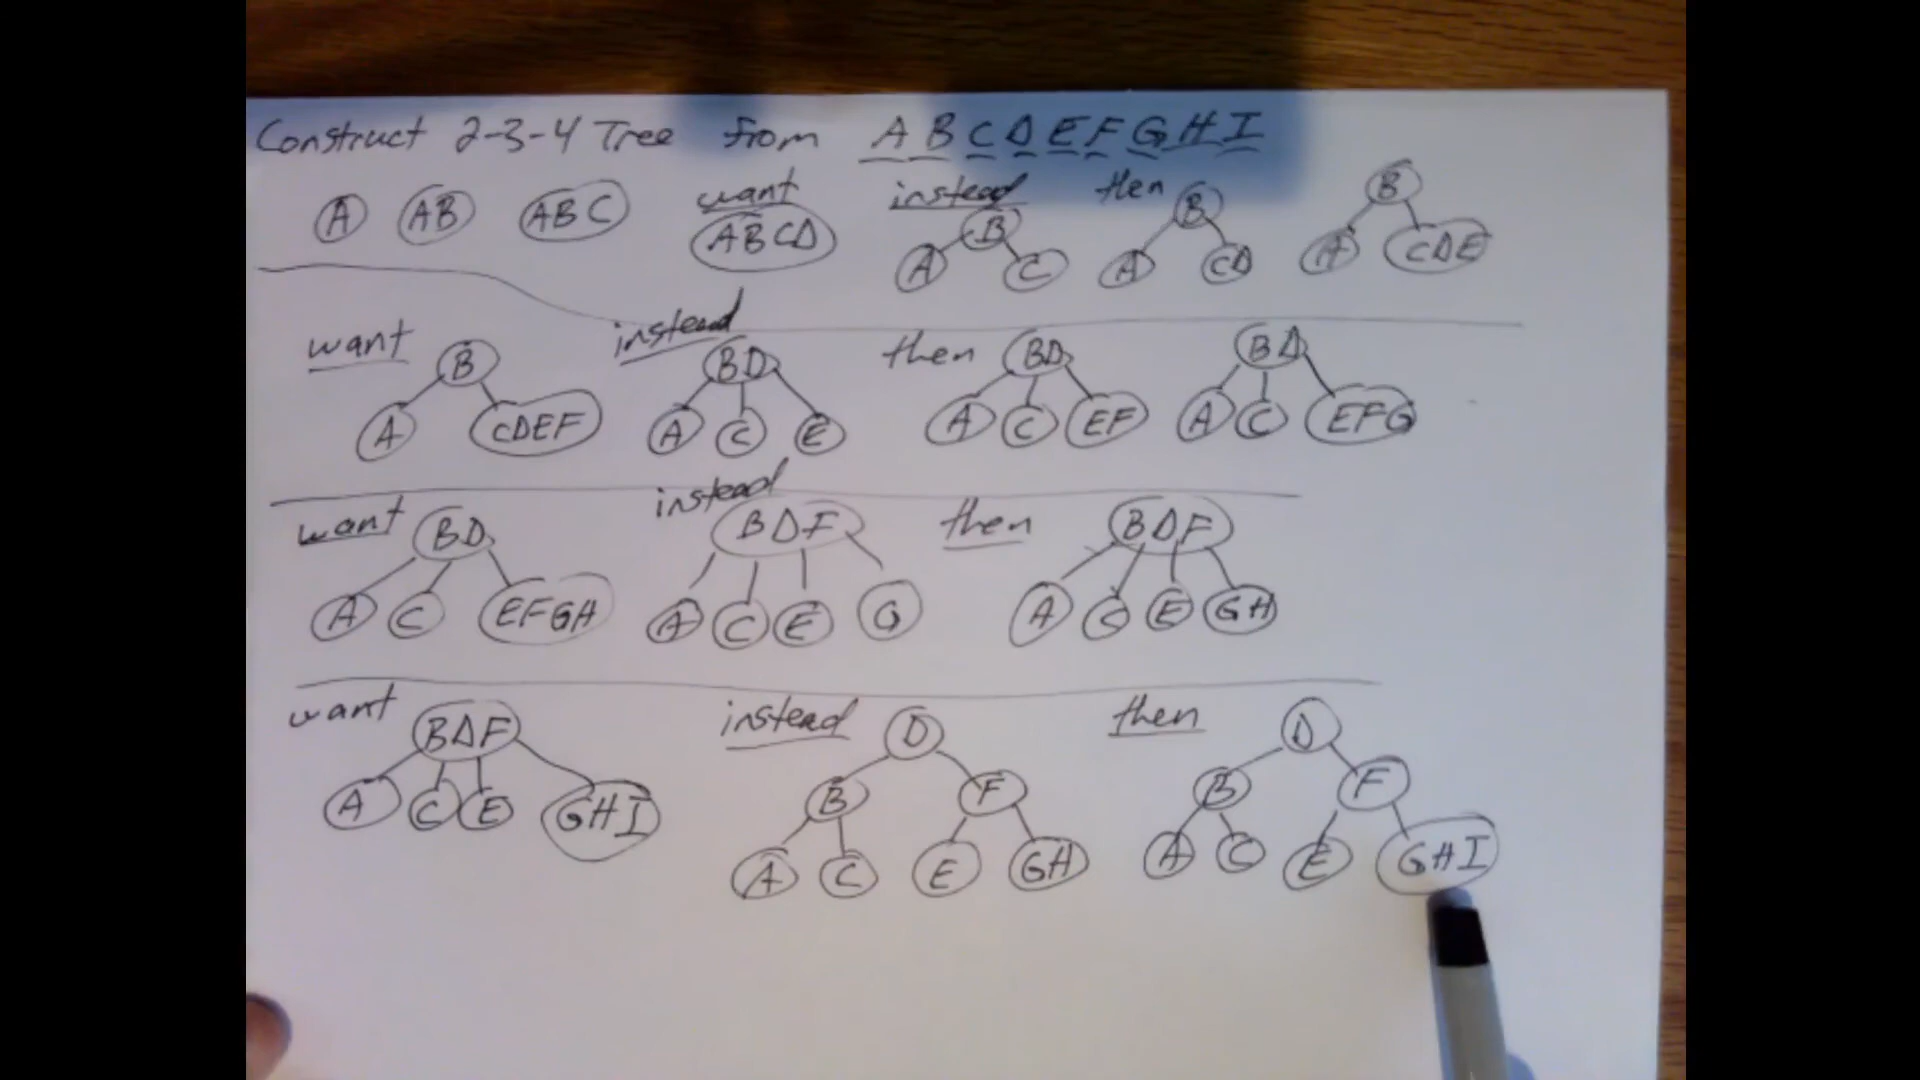 Construct 2-3-4 Tree from A B C D E F G H I
want instead then
B
A AB ABC ABCD B B
A C A CD A CDE
want instead then
B BD BD BD
A CDEF A C E A C EF A C EFG
want instead then
BD BDF BDF
A C EFGH A C E G A C E GH
want instead then
BDF D D
B F B F
A C E GHI A C E GH A C E GHI